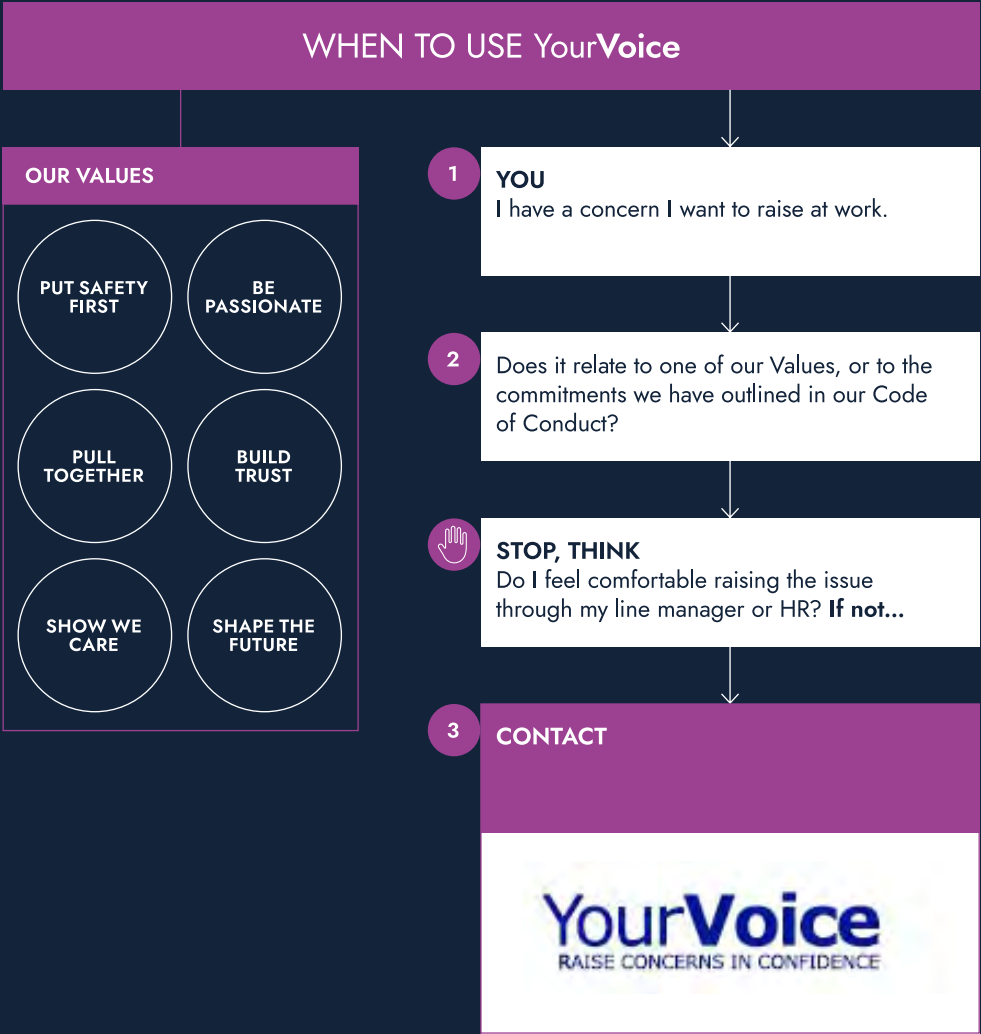 WHEN TO USE YourVoice
OUR VALUES
PUT SAFETY
FIRST
BE
PASSIONATE
PULL
TOGETHER
BUILD
TRUST
SHOW WE
CARE
SHAPE THE
FUTURE
1
YOU
I have a concern I want to raise at work.
2
Does it relate to one of our Values, or to the
commitments we have outlined in our Code
of Conduct?
STOP, THINK
Do I feel comfortable raising the issue
through my line manager or HR? If not...
3
CONTACT
YourVoice
RAISE CONCERNS IN CONFIDENCE